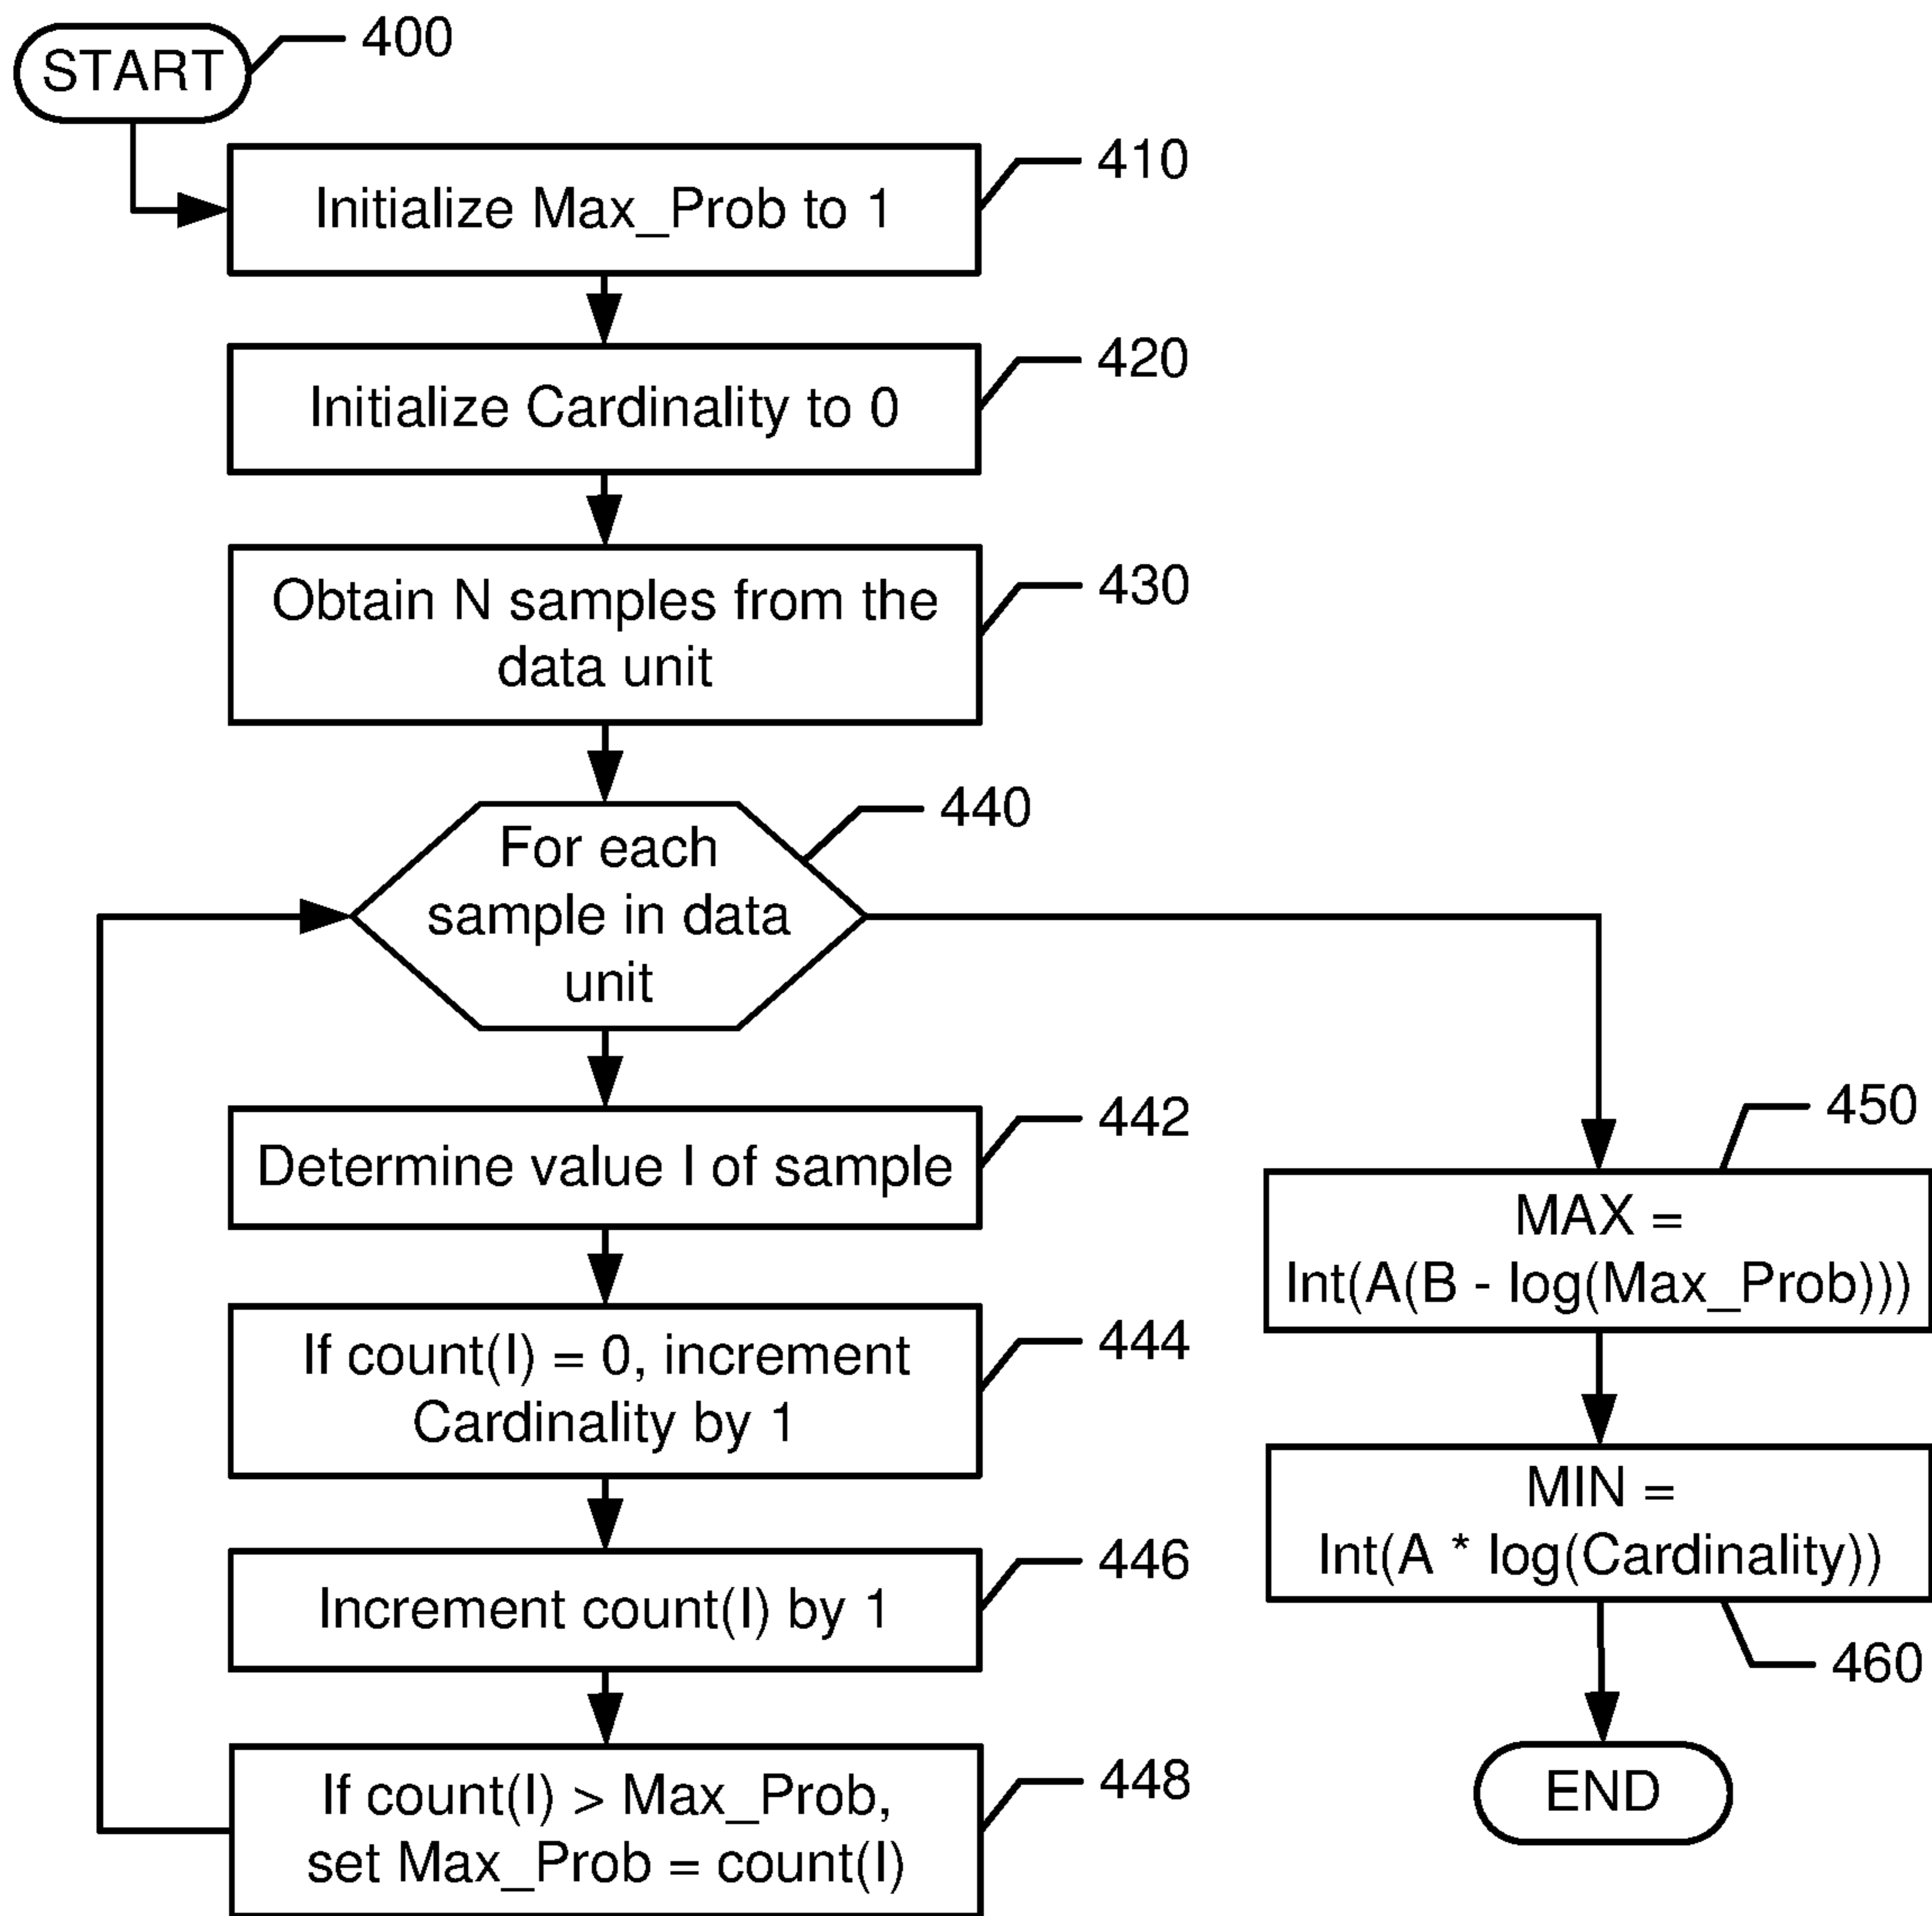 START
400
Initialize Max_Prob to 1
410
Initialize Cardinality to 0
420
Obtain N samples from the
data unit
430
For each
sample in data
unit
440
Determine value I of sample
442
If count(I) = 0, increment
Cardinality by 1
444
Increment count(I) by 1
446
If count(I) > Max_Prob,
set Max_Prob = count(I)
448
450
MAX =
Int(A(B - log(Max_Prob)))
MIN =
Int(A * log(Cardinality))
460
END